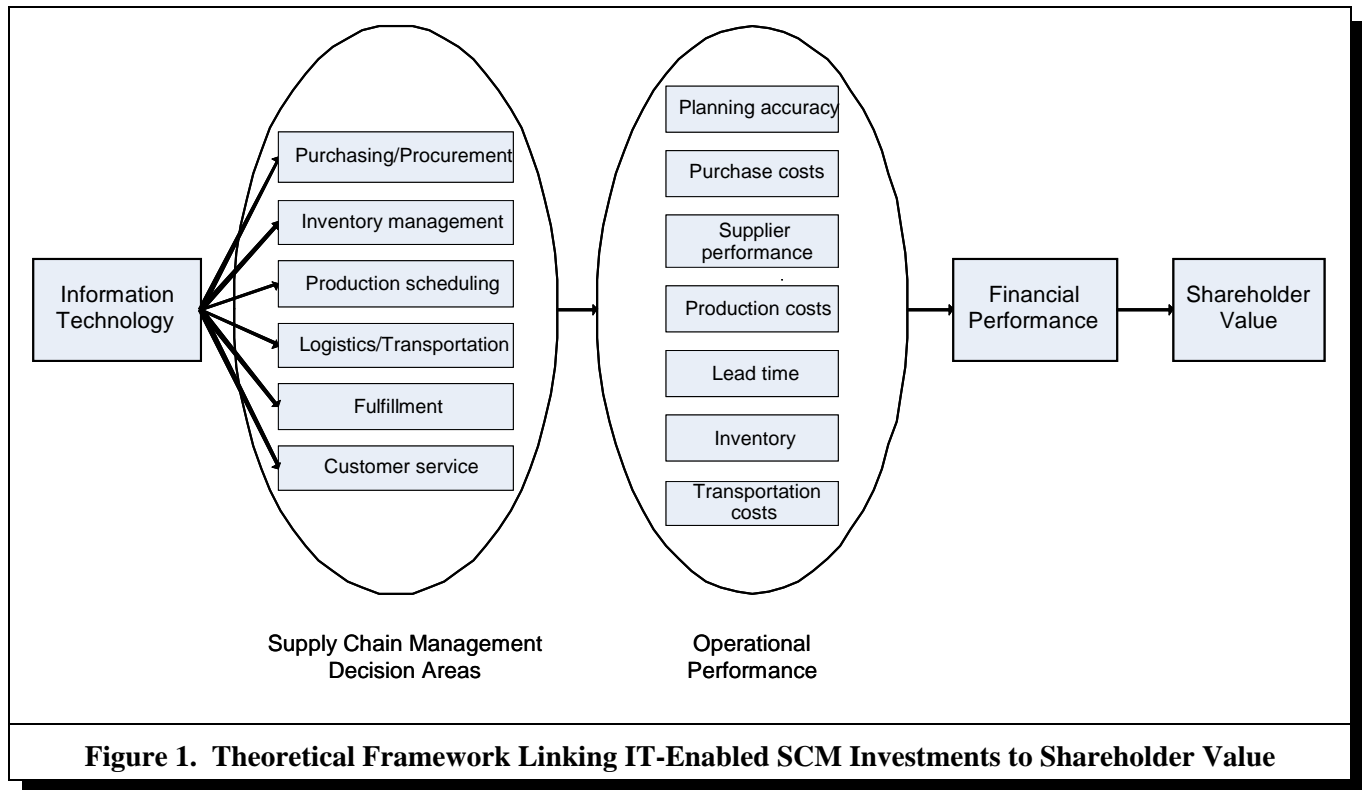 Information
Technology
Purchasing/Procurement
Inventory management
Production scheduling
Logistics/Transportation
Fulfillment
Customer service
Supply Chain Management
Decision Areas
Planning accuracy
Purchase costs
Supplier
performance
Production costs
Lead time
Inventory
Transportation
costs
Operational
Performance
Financial
Performance
Shareholder
Value
Figure 1. Theoretical Framework Linking IT-Enabled SCM Investments to Shareholder Value